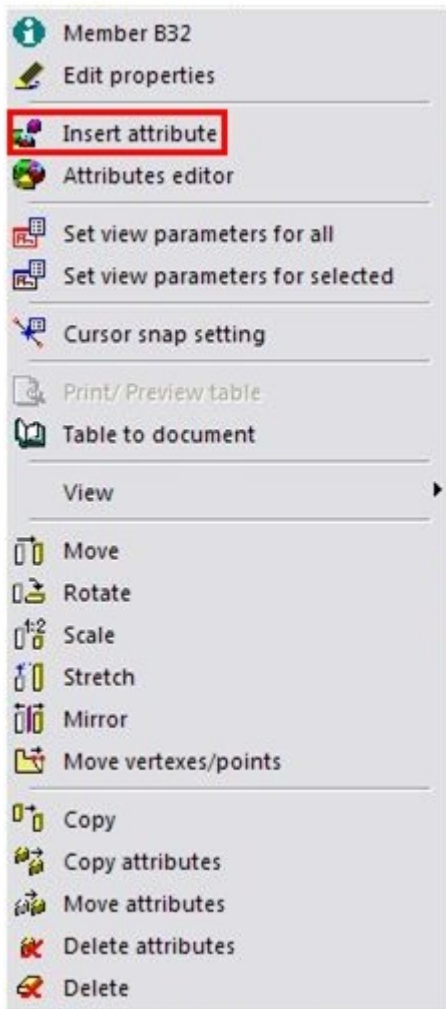 Member B32
Edit properties
Insert attribute
Attributes editor
Set view parameters for all
Set view parameters for selected
Cursor snap setting
Print/ Preview table
Table to document
View
Move
Rotate
1:2
Scale
Stretch
Mirror
Move vertexes/points
Copy
Copy attributes
Move attributes
Delete attributes
Delete